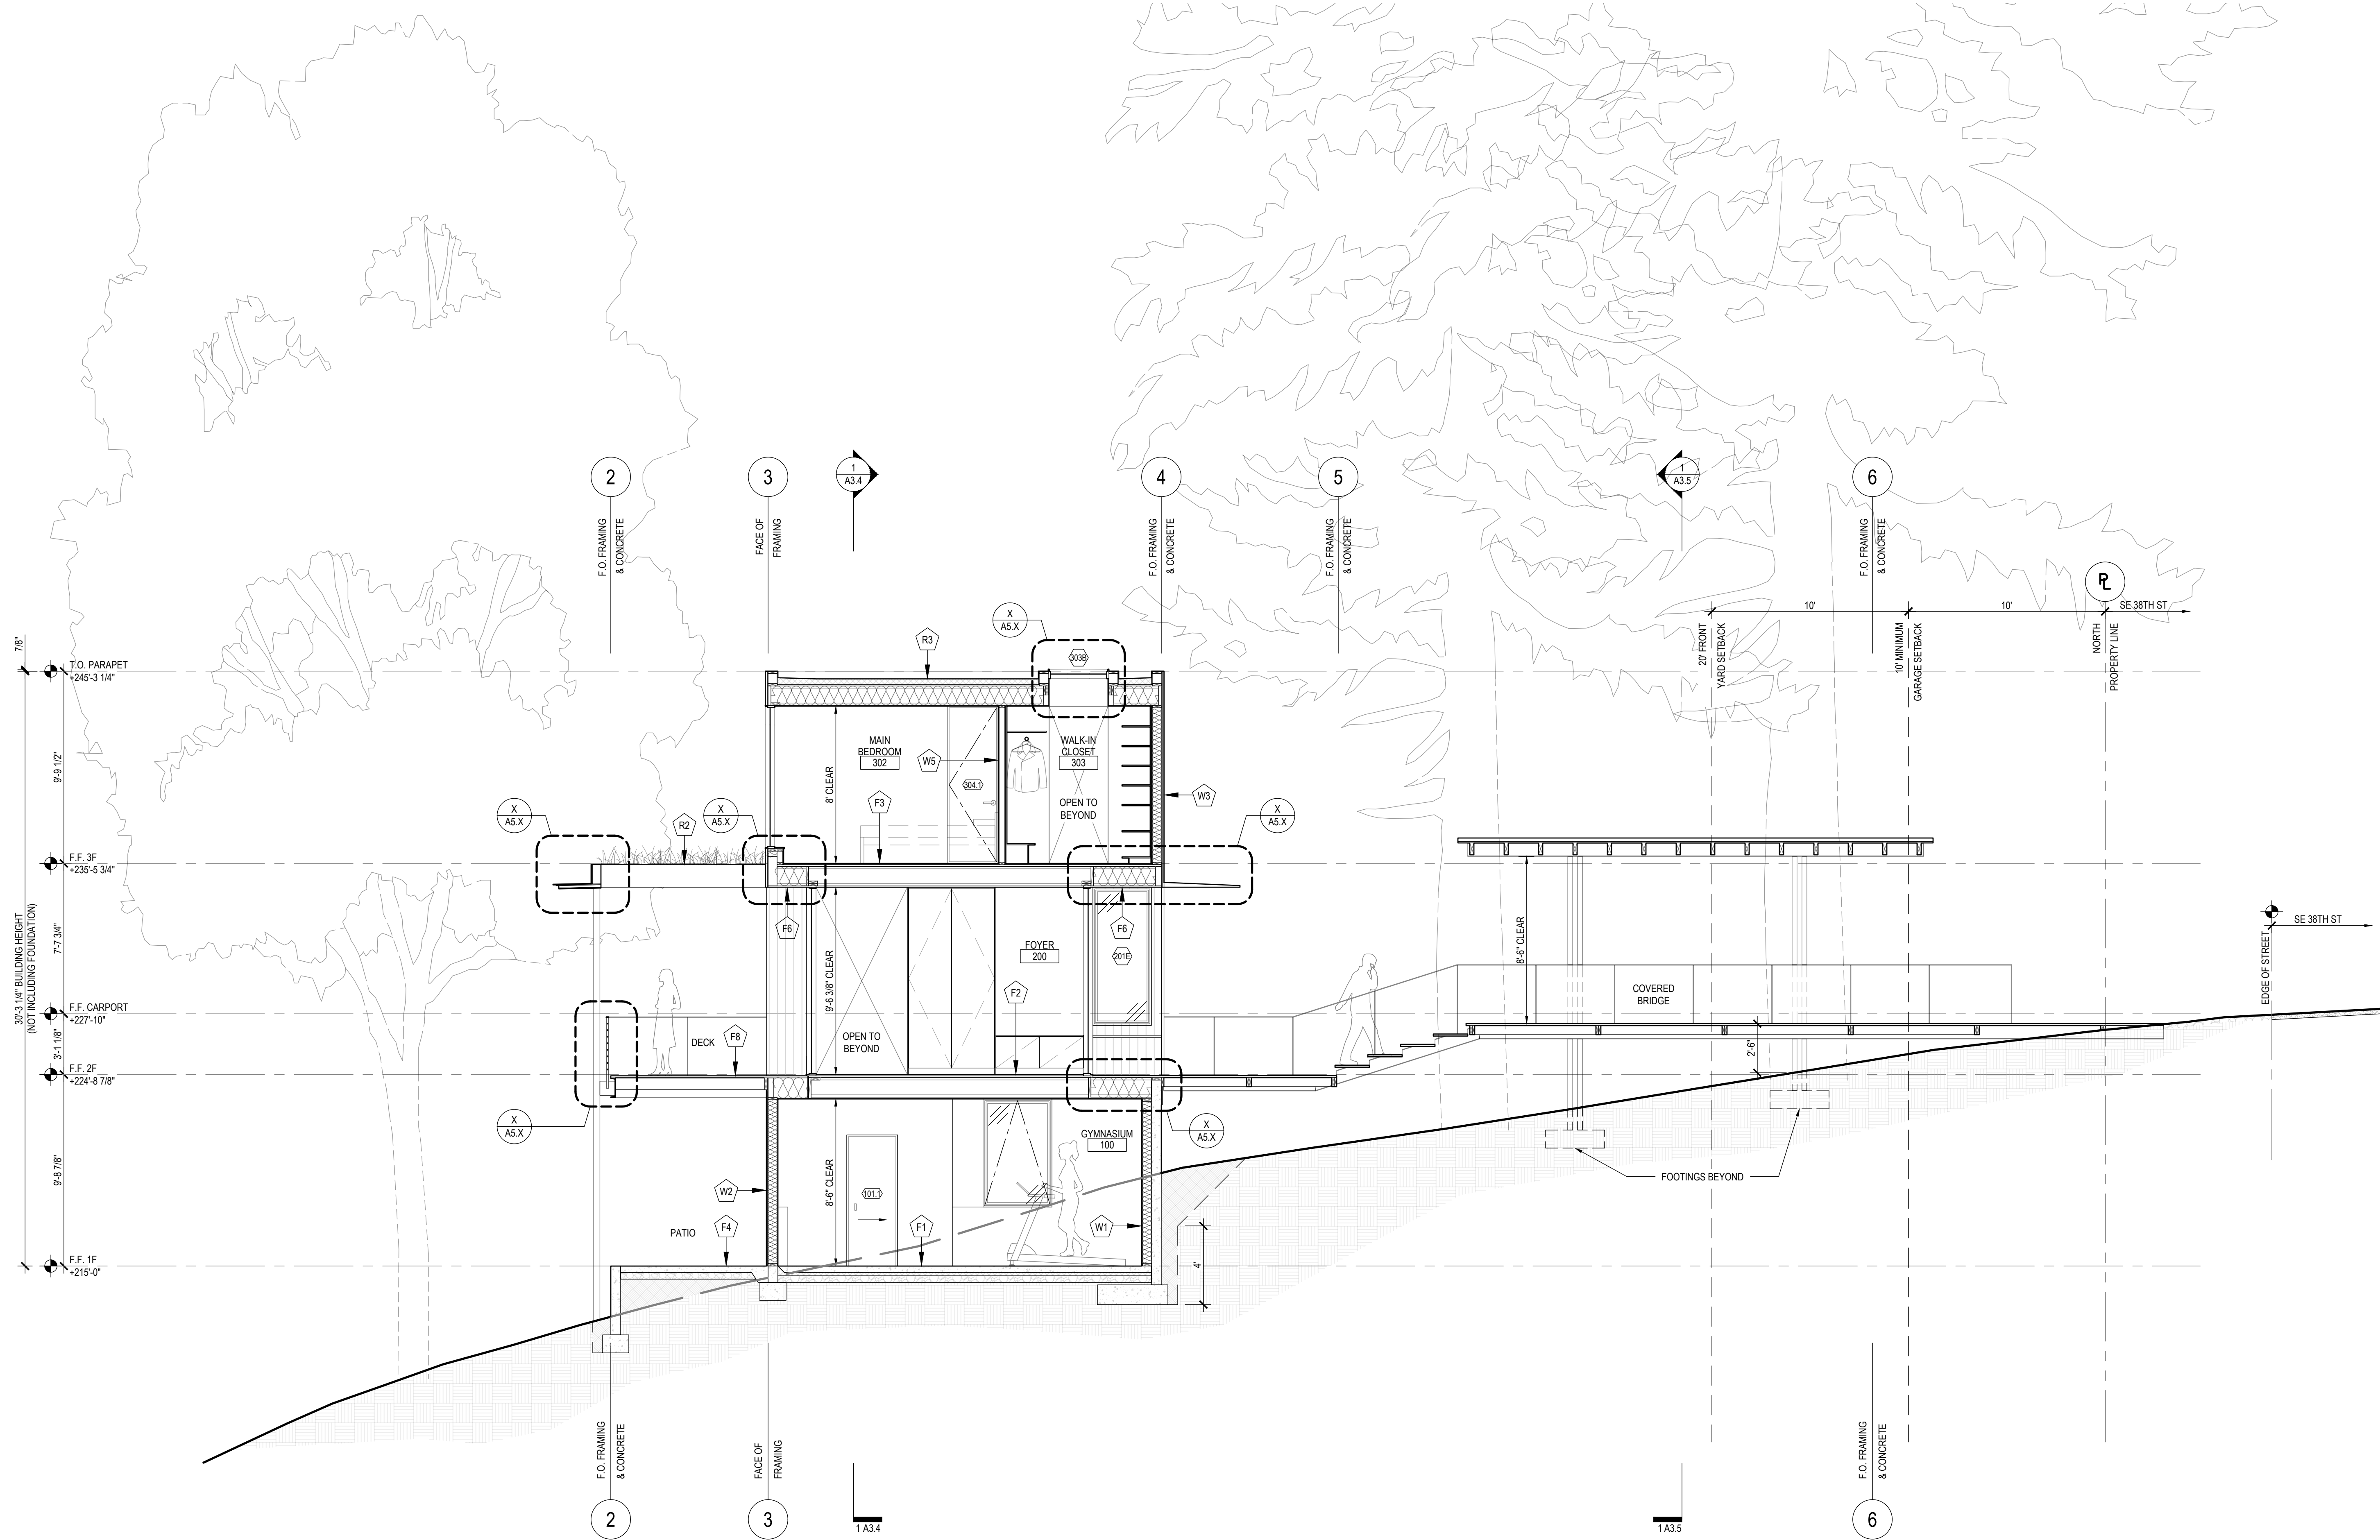 2
3
1
A3.4
4
5
1
A3.5
6
F.O. FRAMING
& CONCRETE
FACE OF
FRAMING
F.O. FRAMING
& CONCRETE
F.O. FRAMING
& CONCRETE
F.O. FRAMING
& CONCRETE
PL
10'
10'
SE 38TH ST
20' FRONT
YARD SETBACK
10' MINIMUM
GARAGE SETBACK
NORTH
PROPERTY LINE
X
A5.X
R3
303B
7/8"
T.O. PARAPET
+245'-3 1/4"
9'-9 1/2"
MAIN
BEDROOM
302
W5
304.1
WALK-IN
CLOSET
303
8' CLEAR
F3
OPEN TO
BEYOND
W3
X
A5.X
R2
X
A5.X
X
A5.X
F.F. 3F
+235'-5 3/4"
30'-3 1/4" BUILDING HEIGHT
(NOT INCLUDING FOUNDATION)
7'-7 3/4"
F6
F6
FOYER
200
201E
9'-6 3/8" CLEAR
F2
8'-6" CLEAR
COVERED
BRIDGE
SE 38TH ST
EDGE OF STREET
F.F. CARPORT
+227'-10"
3'-1 1/8"
DECK
F8
OPEN TO
BEYOND
2'-6"
F.F. 2F
+224'-8 7/8"
X
A5.X
GYMNASIUM
100
X
A5.X
9'-8 7/8"
8'-6" CLEAR
W2
101.1
FOOTINGS BEYOND
PATIO
F4
F1
W1
4'
F.F. 1F
+215'-0"
F.O. FRAMING
& CONCRETE
FACE OF
FRAMING
F.O. FRAMING
& CONCRETE
2
3
1 A3.4
1 A3.5
6